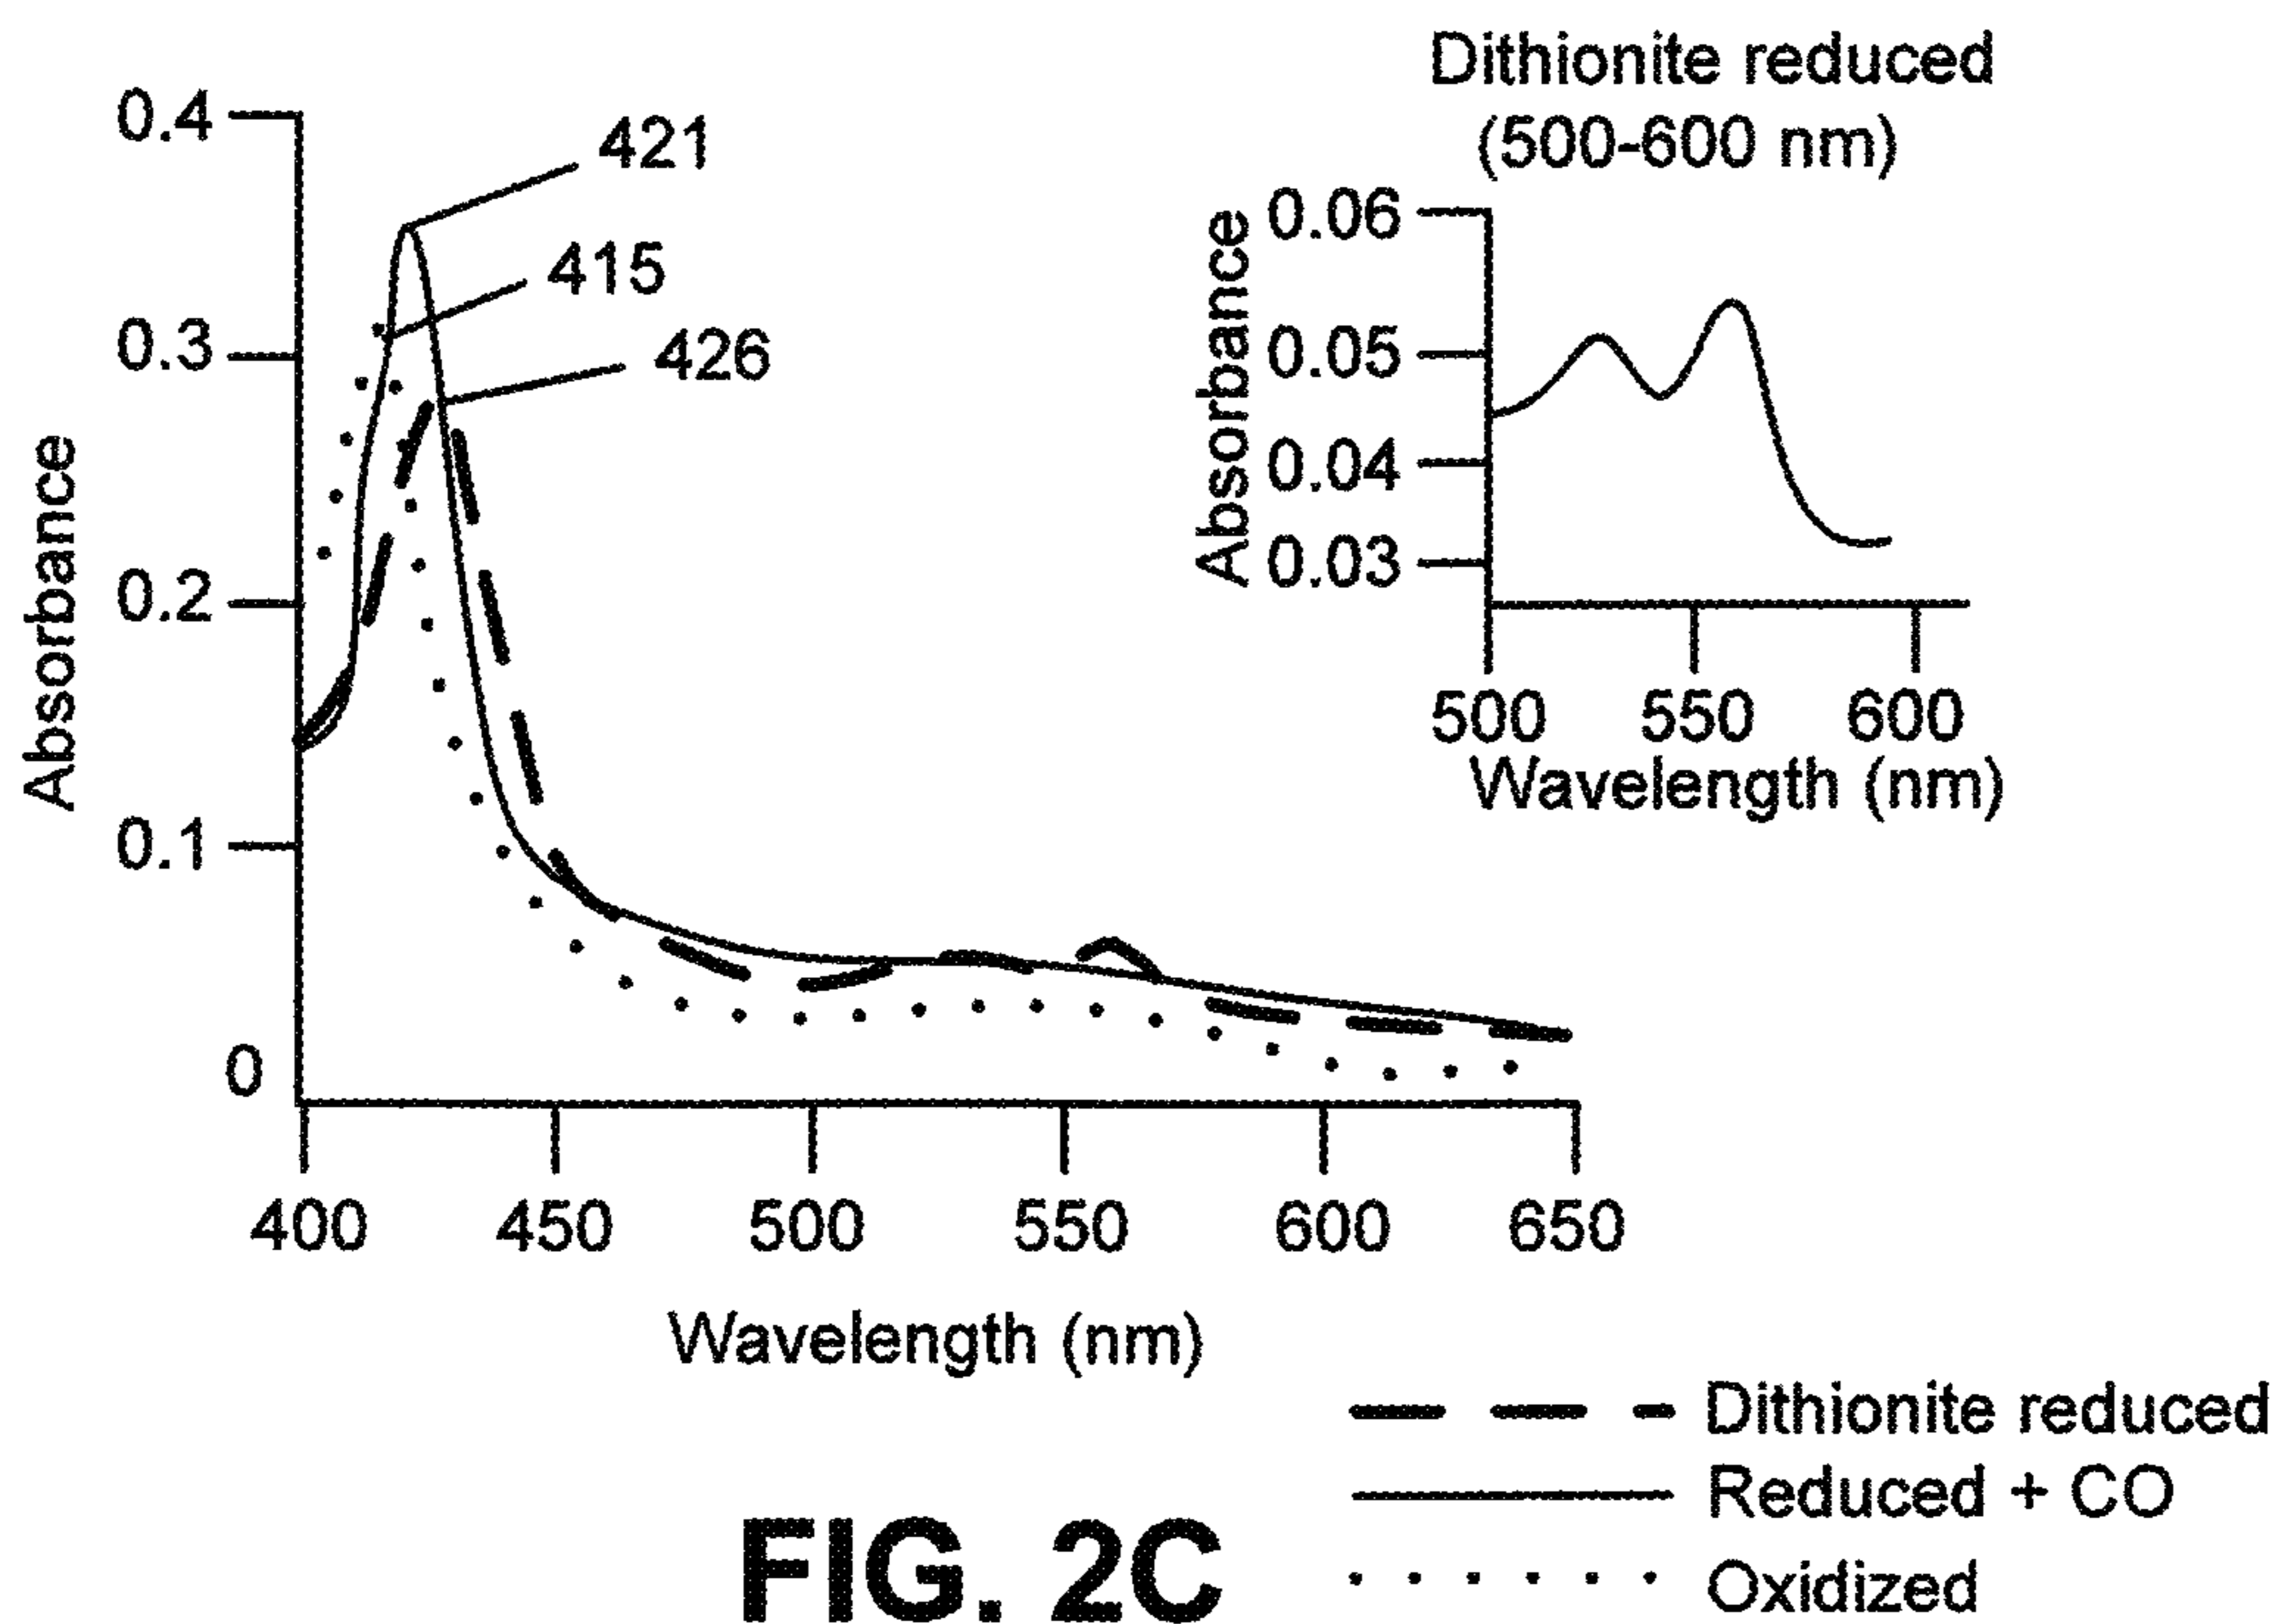 Dithionite reduced
(500-600 nm)
0.4
421
0.06
415
0.3
0.05
426
Absorbance
0.04
0.03
0.2
500
550
600
Wavelength (nm)
Absorbance
0.1
0
400
450
500
550
600
650
Wavelength (nm)
Dithionite reduced
Reduced + CO
Oxidized
FIG. 2C